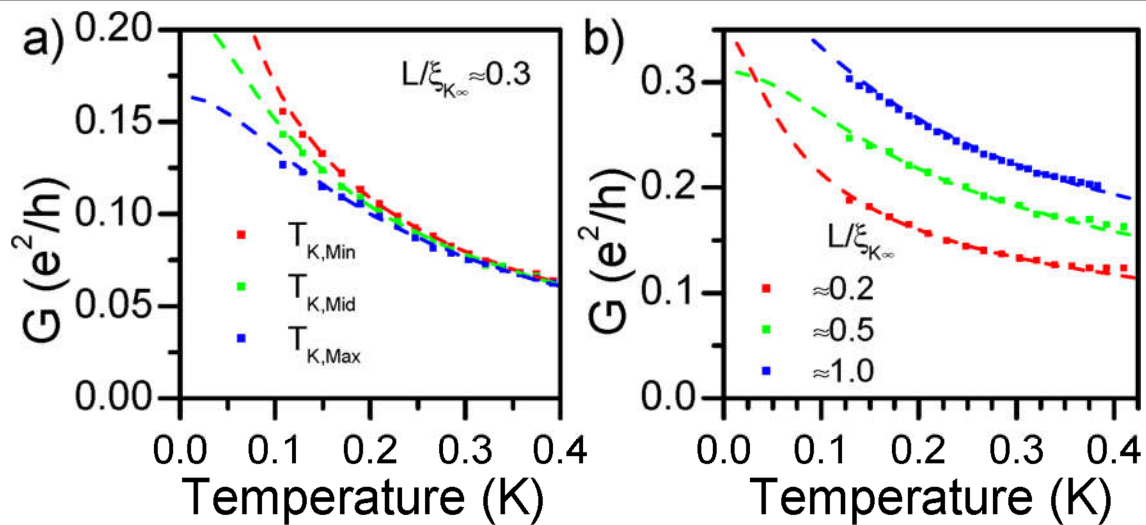 a)
L/ξK∞≈0.3
G (e²/h)
0.20
0.15
0.10
0.05
0.00
TK,Min
TK,Mid
TK,Max
0.0 0.1 0.2 0.3 0.4
Temperature (K)
b)
G (e²/h)
0.3
0.2
0.1
0.0
L/ξK∞
≈0.2
≈0.5
≈1.0
0.0 0.1 0.2 0.3 0.4
Temperature (K)